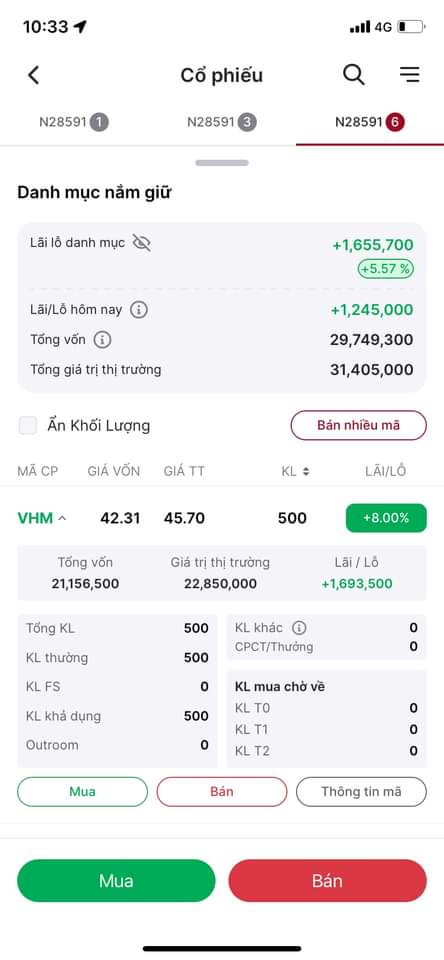 10:33 4G
Cổ phiếu
N28591 1 N28591 3 N28591 6
Danh mục nắm giữ
Lãi lỗ danh mục +1,655,700
+5.57 %
Lãi/Lỗ hôm nay +1,245,000
Tổng vốn 29,749,300
Tổng giá trị thị trường 31,405,000
Ẩn Khối Lượng Bán nhiều mã
MÃ CP GIÁ VỐN GIÁ TT KL LÃI/LỖ
VHM 42.31 45.70 500 +8.00%
Tổng vốn Giá trị thị trường Lãi / Lỗ
21,156,500 22,850,000 +1,693,500
Tổng KL 500
KL thường 500
KL FS 0
KL khả dụng 500
Outroom 0
KL khác 0
CPCT/Thưởng 0
KL mua chờ về
KL T0 0
KL T1 0
KL T2 0
Mua Bán Thông tin mã
Mua Bán